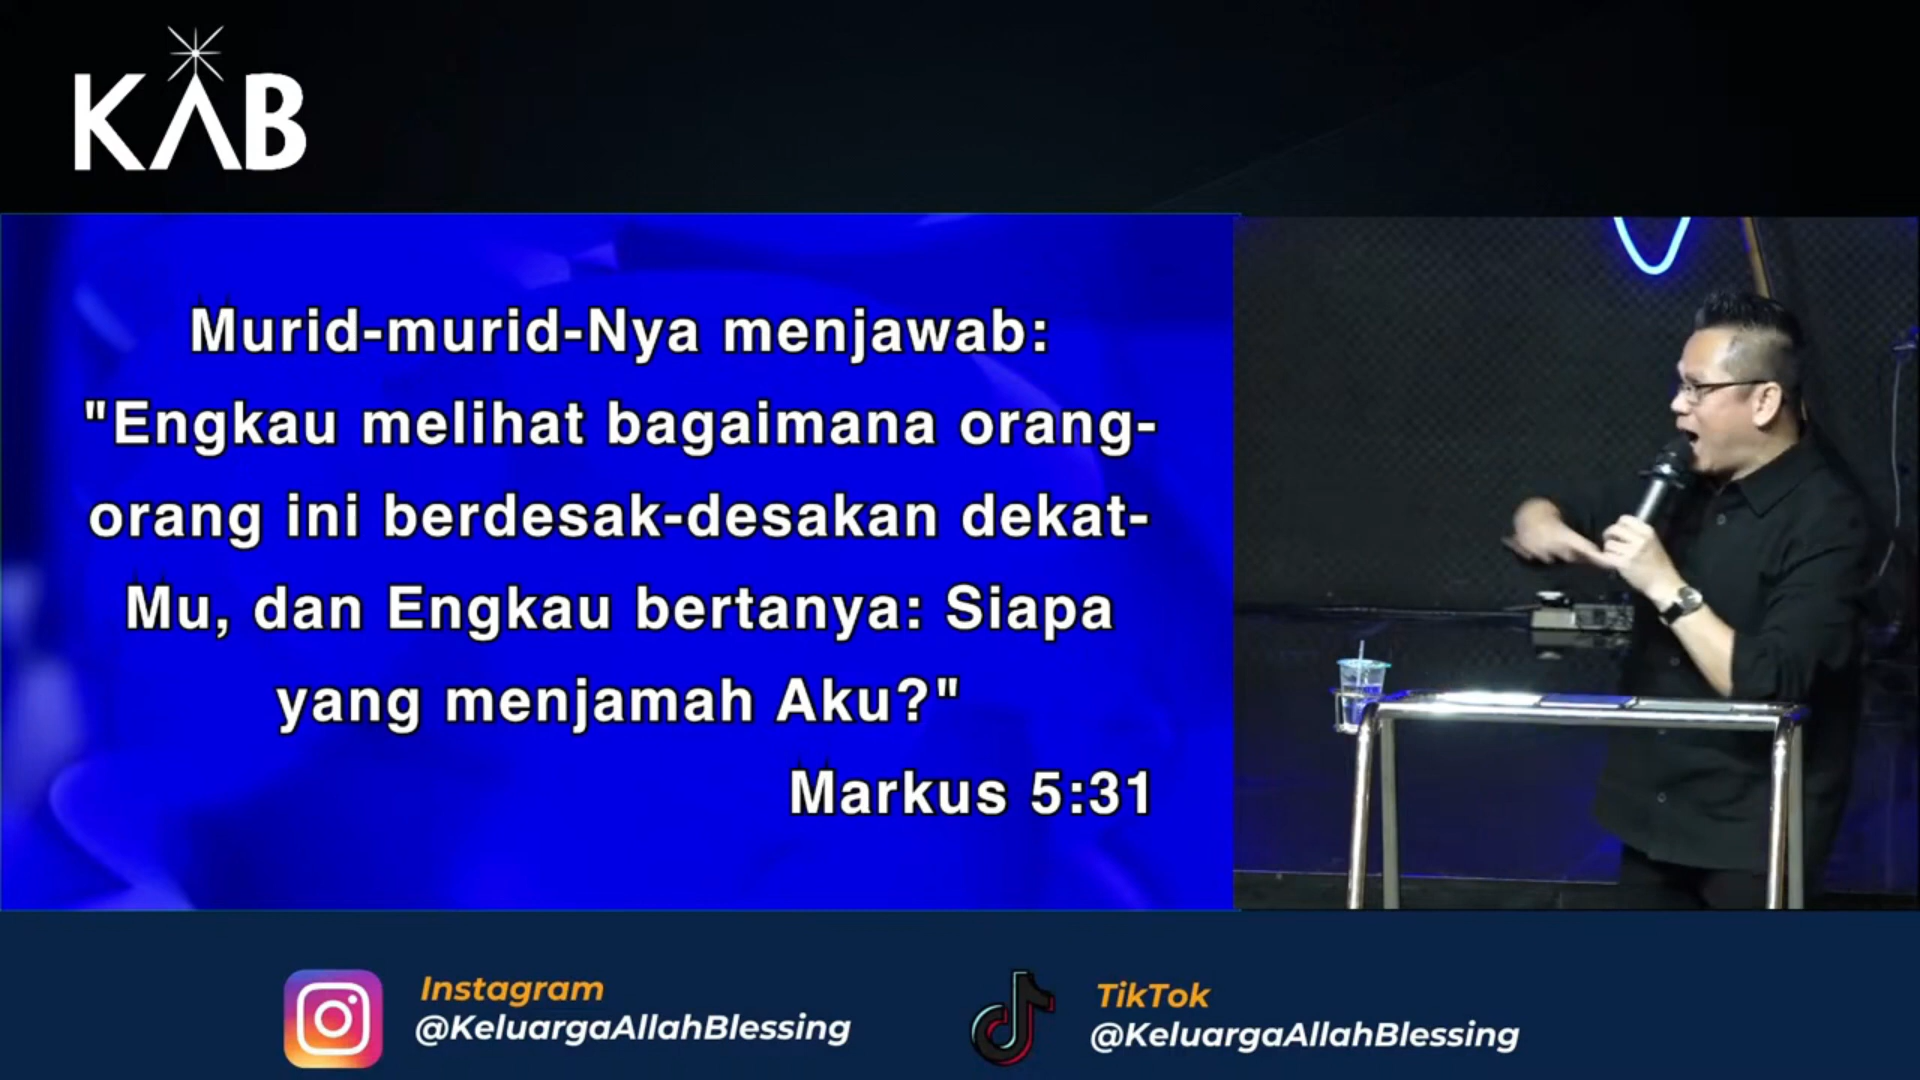 KAB
Murid-murid-Nya menjawab:
"Engkau melihat bagaimana orang-
orang ini berdesak-desakan dekat-
Mu, dan Engkau bertanya: Siapa
yang menjamah Aku?"
Markus 5:31
Instagram
@KeluargaAllahBlessing
TikTok
@KeluargaAllahBlessing